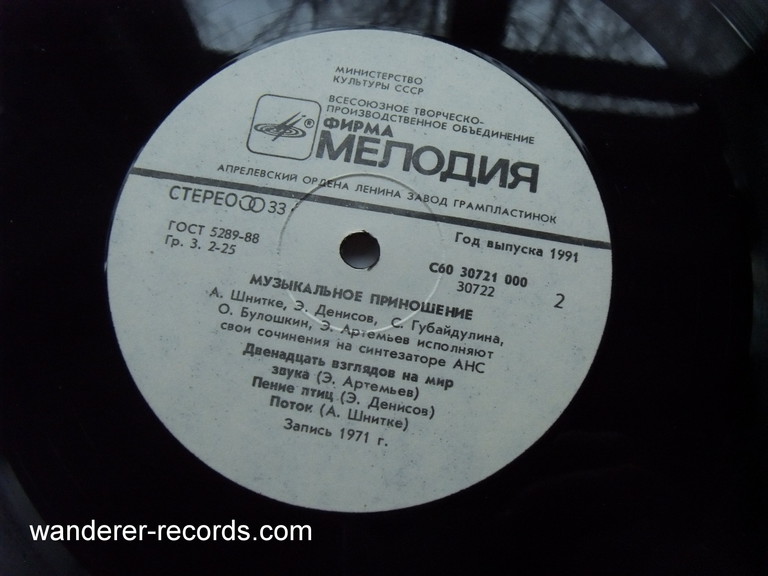 МИНИСТЕРСТВО
КУЛЬТУРЫ СССР
ВСЕСОЮЗНОЕ ТВОРЧЕСКО-
ПРОИЗВОДСТВЕННОЕ ОБЪЕДИНЕНИЕ
®
ФИРМА
МЕЛОДИЯ
АПРЕЛЕВСКИЙ ОРДЕНА ЛЕНИНА ЗАВОД ГРАМПЛАСТИНОК
СТЕРЕО 33
ГОСТ 5289-88
Гр. 3. 2-25
Год выпуска 1991
С60 30721 000
30722
2
МУЗЫКАЛЬНОЕ ПРИНОШЕНИЕ
А. Шнитке, Э. Денисов, С. Губайдулина,
О. Булошкин, Э. Артемьев исполняют
свои сочинения на синтезаторе АНС
Двенадцать взглядов на мир
звука (Э. Артемьев)
Пение птиц (Э. Денисов)
Поток (А. Шнитке)
Запись 1971 г.
wanderer-records.com